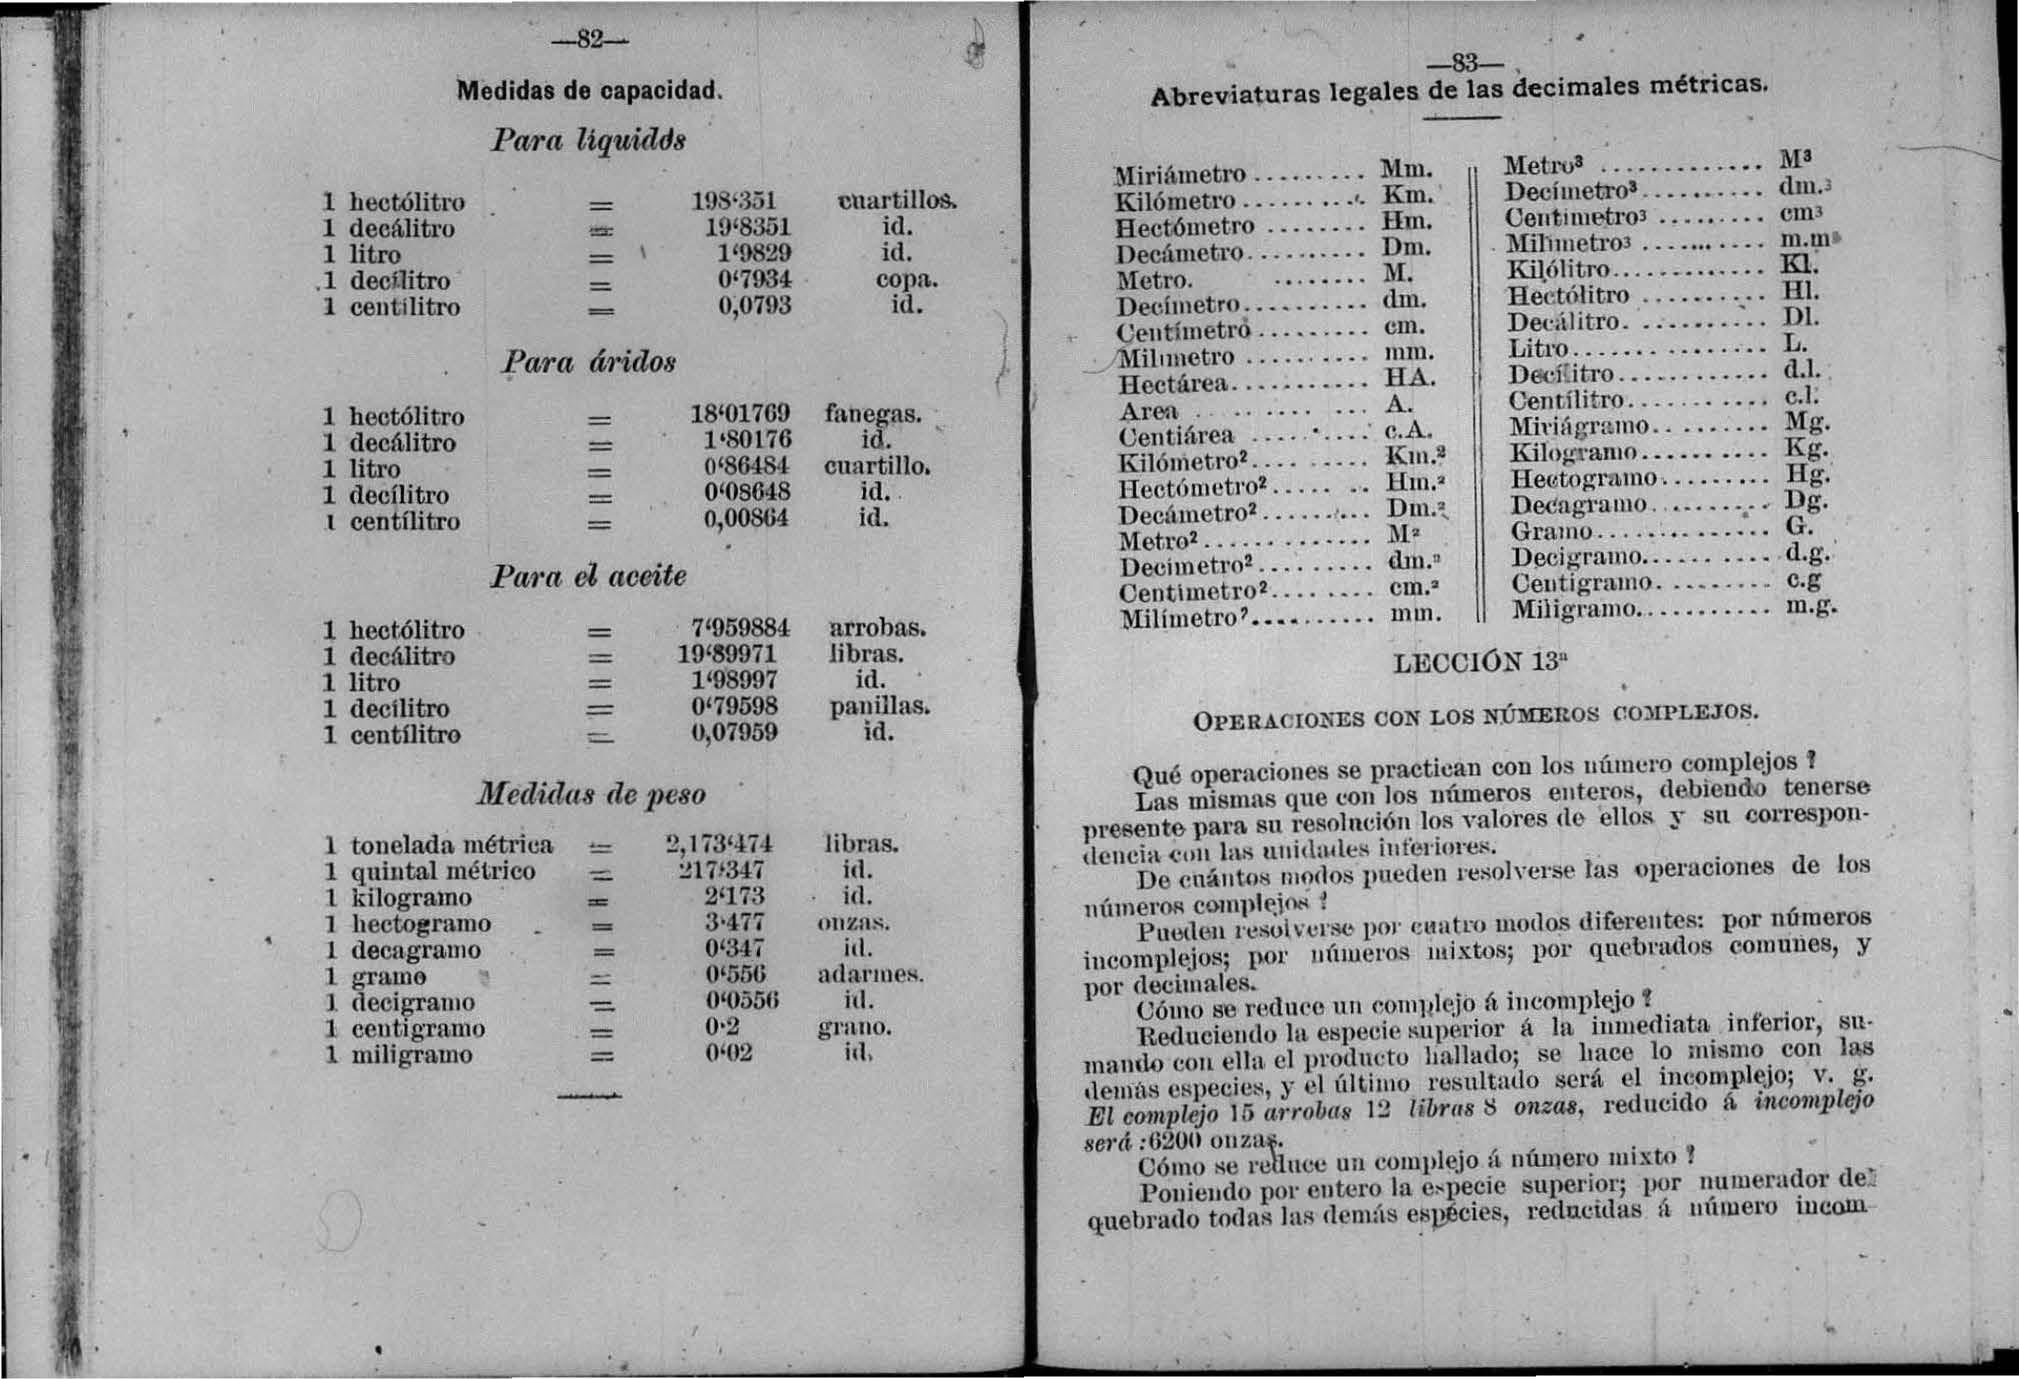 —82—
Medidas de capacidad.
Para líquidos
1 hectólitro = 198‘351 cuartillos.
1 decálitro = 19‘8351 id.
1 litro = 1‘9829 id.
1 decílitro = 0‘7934 copa.
1 centílitro = 0,0793 id.
Para áridos
1 hectólitro = 18‘01769 fanegas.
1 decálitro = 1‘80176 id.
1 litro = 0‘86484 cuartillo.
1 decílitro = 0‘08648 id.
1 centílitro = 0,00864 id.
Para el aceite
1 hectólitro = 7‘959884 arrobas.
1 decálitro = 19‘89971 libras.
1 litro = 1‘98997 id.
1 decílitro = 0‘79598 panillas.
1 centílitro = 0,07959 id.
Medidas de peso
1 tonelada métrica = 2,173‘474 libras.
1 quintal métrico = 217‘347 id.
1 kilogramo = 2‘173 id.
1 hectogramo = 3‘477 onzas.
1 decagramo = 0‘347 id.
1 gramo = 0‘556 adarmes.
1 decigramo = 0‘0556 id.
1 centigramo = 0‘2 grano.
1 miligramo = 0‘02 id.
—83—
Abreviaturas legales de las decimales métricas.
Miriámetro .......... Mm.
Kilómetro .......... Km.
Hectómetro ........ Hm.
Decámetro........... Dm.
Metro. ........ M.
Decímetro........... dm.
Centímetro .......... cm.
Milímetro .......... mm.
Hectárea............ HA.
Area ............ A.
Centiárea .......... c.A.
Kilómetro²......... Km.²
Hectómetro²....... Hm.²
Decámetro².......... Dm.²
Metro².............. M²
Decímetro².......... dm.²
Centímetro²......... cm.²
Milímetro²........... mm.
Metro³ ............. M³
Decímetro³.......... dm.³
Centímetro³ ......... cm³
Milímetro³ .......... m.m³
Kilólitro............. Kl.
Hectólitro .......... Hl.
Decálitro. .......... Dl.
Litro............... L.
Decílitro............ d.l.
Centílitro........... c.l.
Miriágramo.......... Mg.
Kilogramo........... Kg.
Hectogramo.......... Hg.
Decagramo.......... Dg.
Gramo.............. G.
Decigramo........... d.g.
Centigramo.......... c.g
Miligramo............ m.g.
LECCIÓN 13ª
OPERACIONES CON LOS NÚMEROS COMPLEJOS.
Qué operaciones se practican con los número complejos ?
Las mismas que con los números enteros, debiendo tenerse
presente para su resolución los valores de ellos y su correspon-
dencia con las unidades inferiores.
De cuántos modos pueden resolverse las operaciones de los
números complejos ?
Pueden resolverse por cuatro modos diferentes: por números
incomplejos; por números mixtos; por quebrados comunes, y
por decimales.
Cómo se reduce un complejo á incomplejo ?
Reduciendo la especie superior á la inmediata inferior, su-
mando con ella el producto hallado; se hace lo mismo con las
demás especies, y el último resultado será el incomplejo; v. g.
El complejo 15 arrobas 12 libras 8 onzas, reducido á incomplejo
será :6200 onzas.
Cómo se reduce un complejo á número mixto ?
Poniendo por entero la especie superior; por numerador del
quebrado todas las demás espécies, reducidas á número incom-